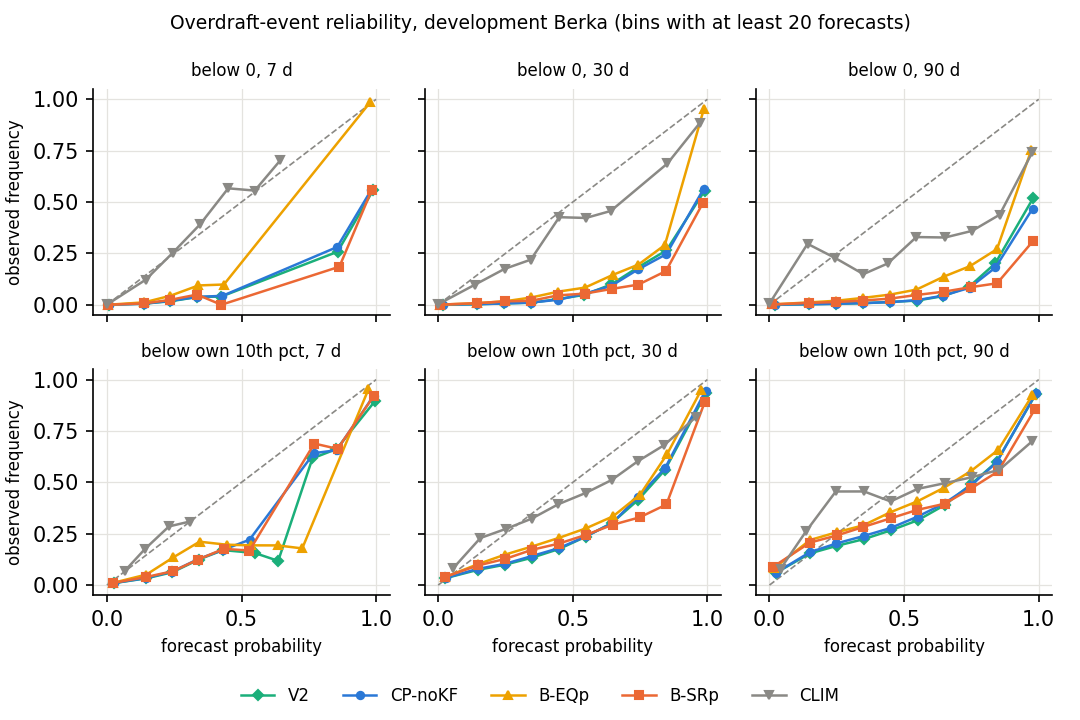 Overdraft-event reliability, development Berka (bins with at least 20 forecasts)
below 0, 7 d
below 0, 30 d
below 0, 90 d
observed frequency
1.00
0.75
0.50
0.25
0.00
below own 10th pct, 7 d
below own 10th pct, 30 d
below own 10th pct, 90 d
observed frequency
1.00
0.75
0.50
0.25
0.00
0.0 0.5 1.0
0.0 0.5 1.0
0.0 0.5 1.0
forecast probability
forecast probability
forecast probability
V2 CP-noKF B-EQp B-SRp CLIM